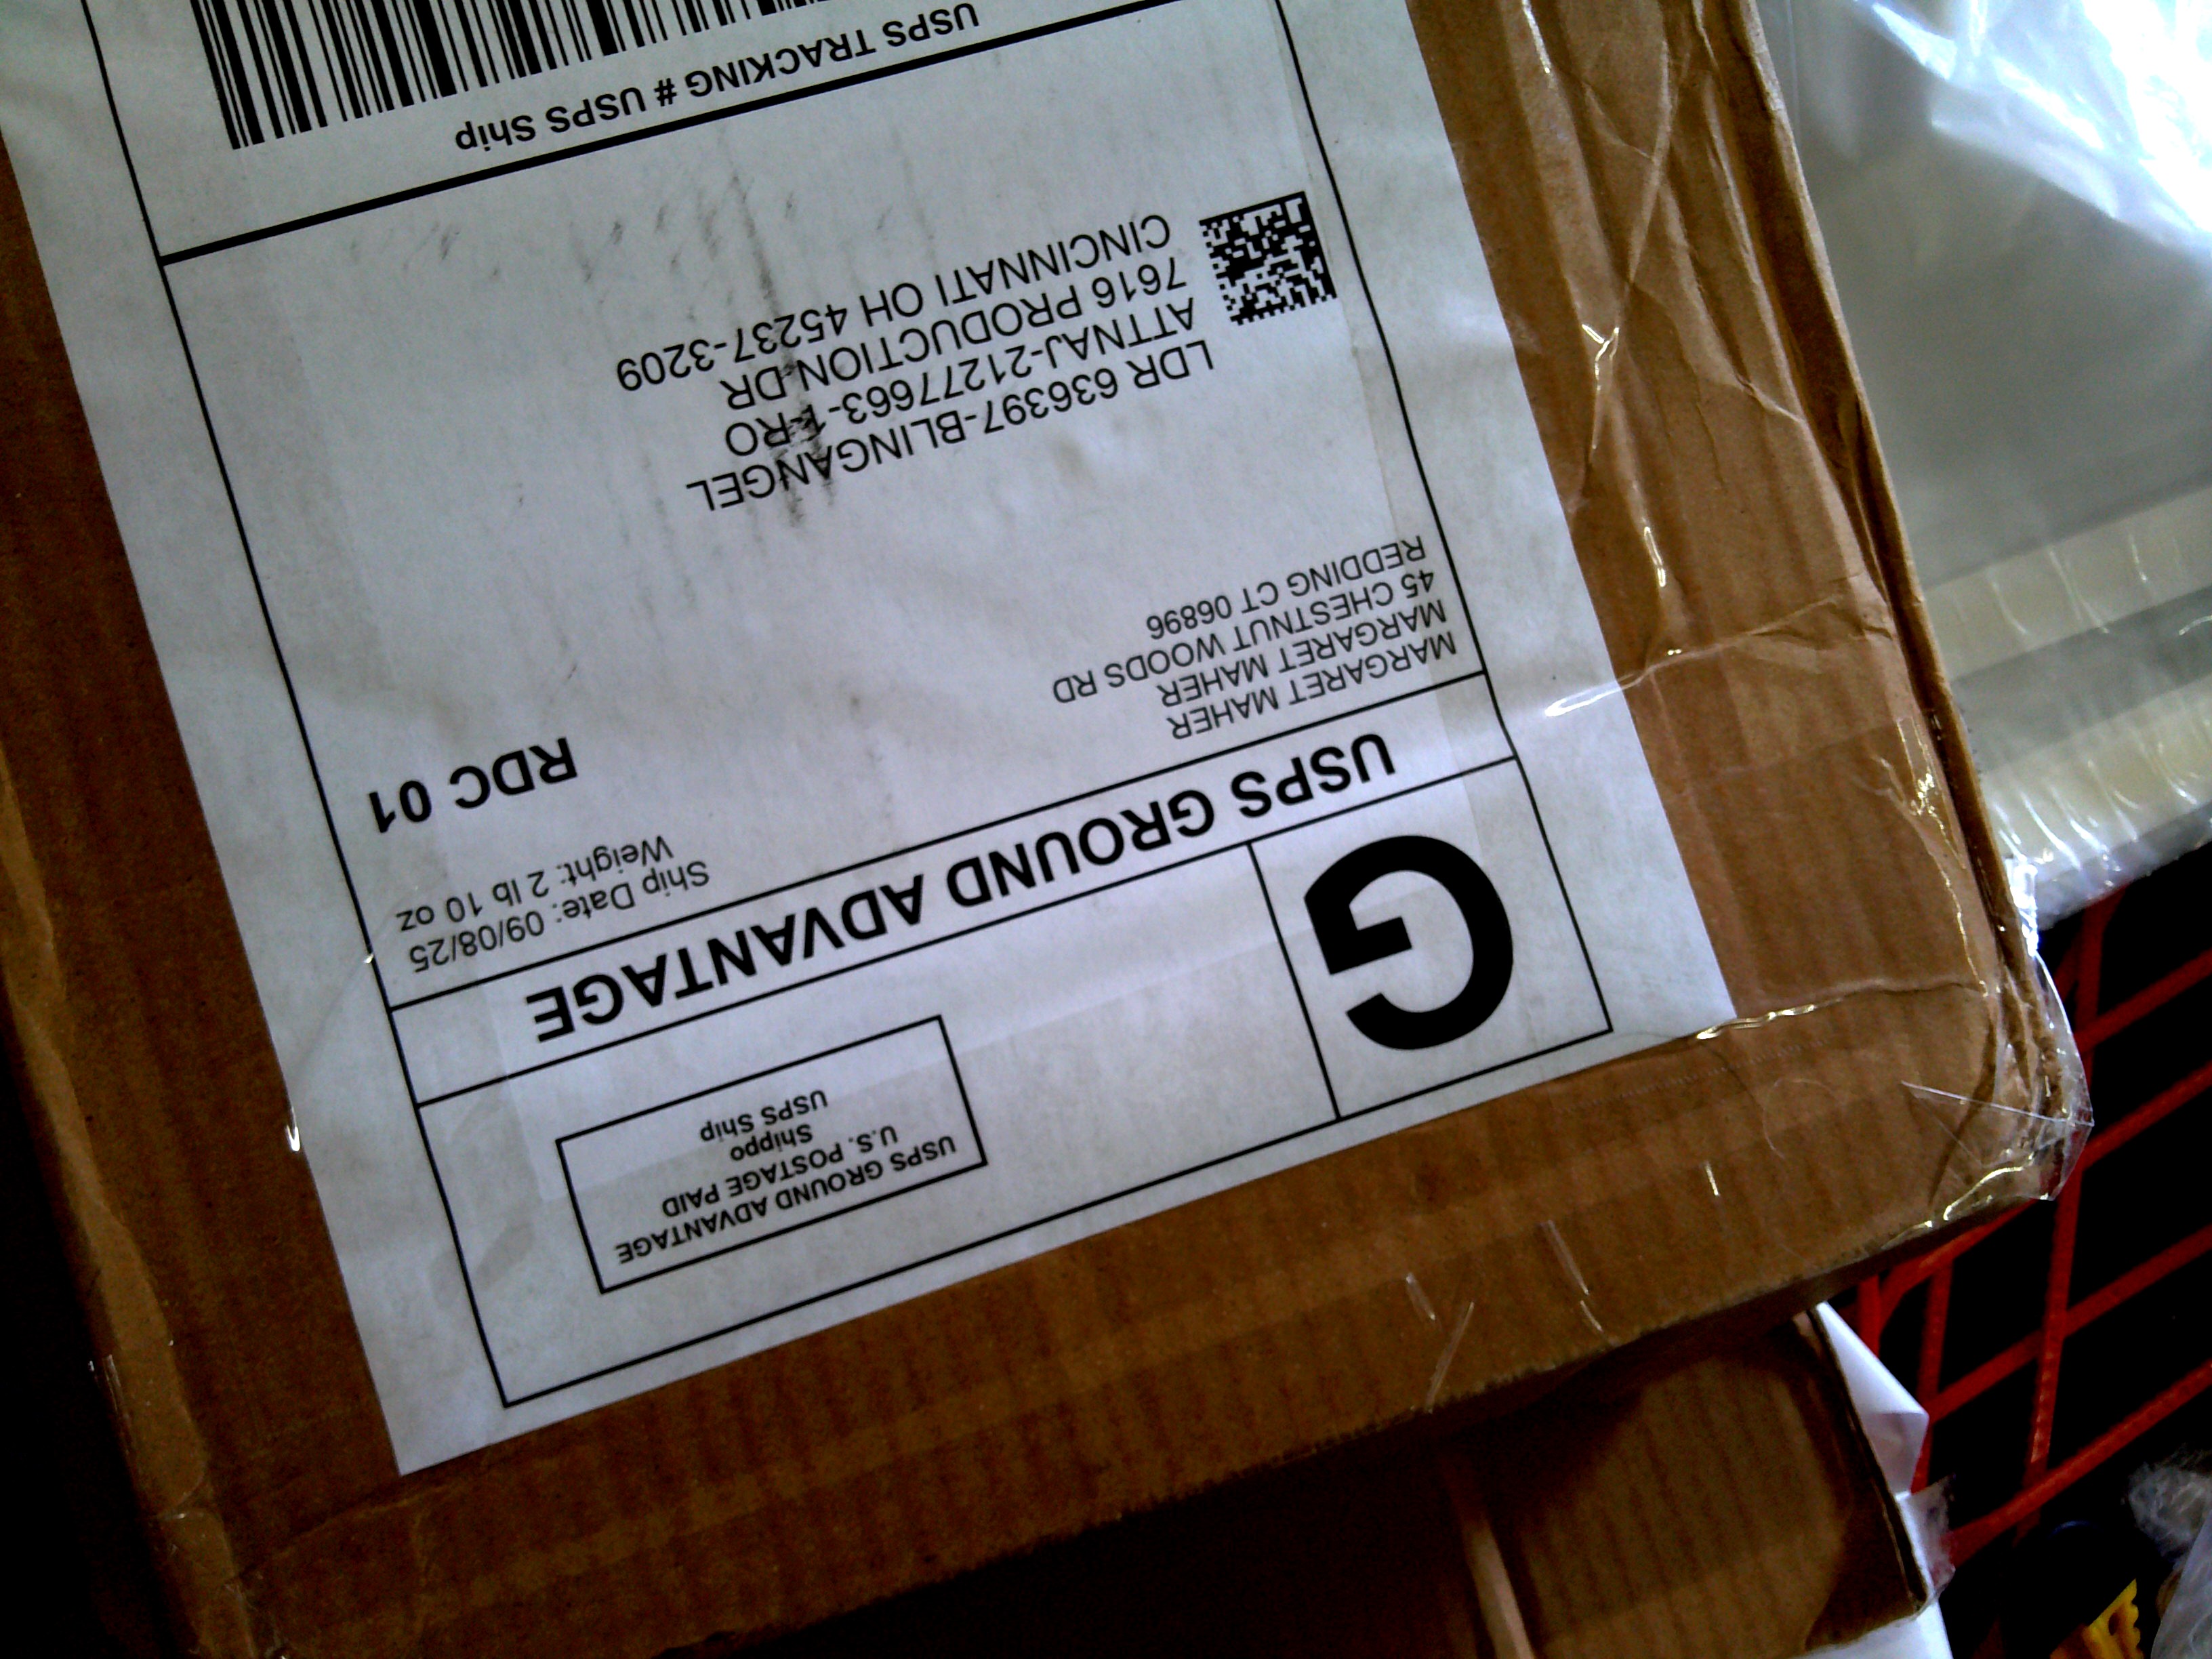 G
USPS GROUND ADVANTAGE
U.S. POSTAGE PAID
Shippo
USPS Ship
USPS GROUND ADVANTAGE
MARGARET MAHER
MARGARET MAHER
45 CHESTNUT WOODS RD
REDDING CT 06896
Ship Date: 09/08/25
Weight: 2 lb 10 oz
RDC 01
LDR 636397-BLINGANGEL
ATTNAJ-21277663-1-RO
7616 PRODUCTION DR
CINCINNATI OH 45237-3209
USPS TRACKING # USPS Ship